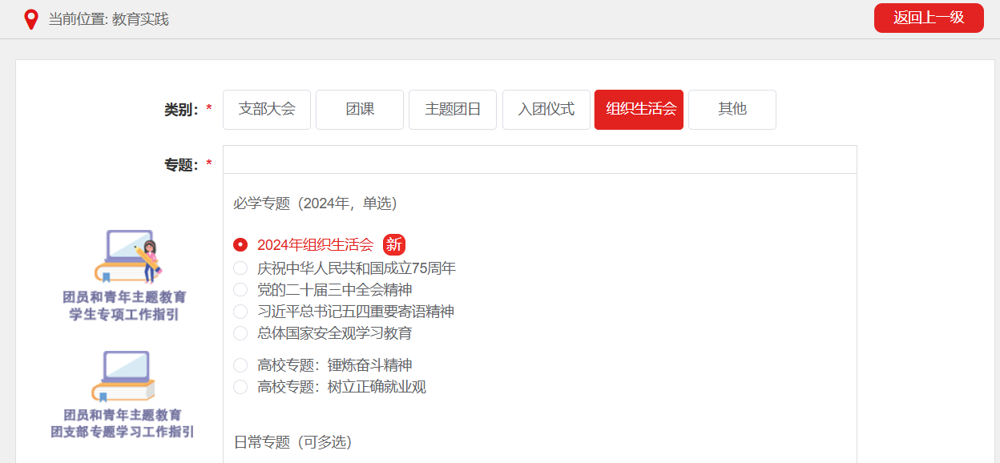 当前位置: 教育实践
返回上一级
类别： *
支部大会
团课
主题团日
入团仪式
组织生活会
其他
专题： *
必学专题（2024年，单选）
2024年组织生活会 新
庆祝中华人民共和国成立75周年
党的二十届三中全会精神
习近平总书记五四重要寄语精神
总体国家安全观学习教育
高校专题：锤炼奋斗精神
高校专题：树立正确就业观
日常专题（可多选）
团员和青年主题教育
学生专项工作指引
团员和青年主题教育
团支部专题学习工作指引